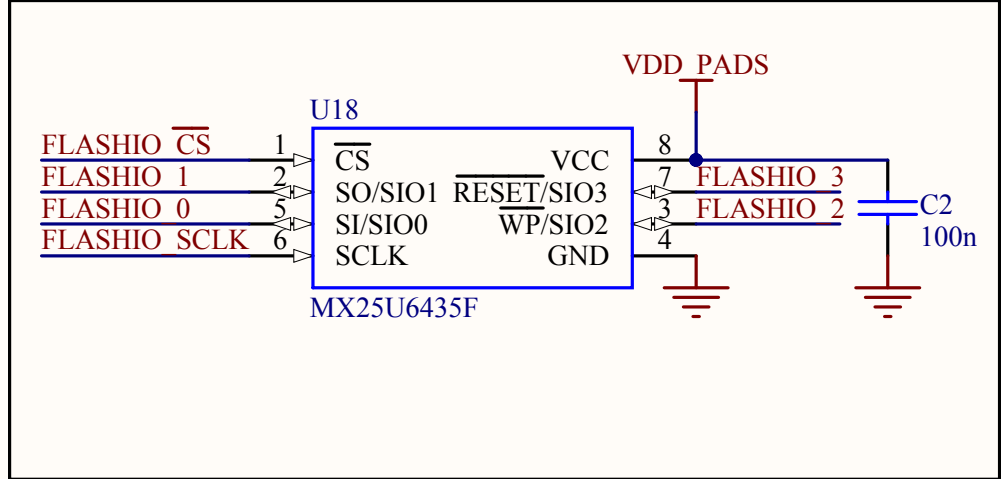 VDD_PADS
U18
FLASHIO_CS 1 CS VCC 8
FLASHIO_1 2 SO/SIO1 RESET/SIO3 7 FLASHIO_3
FLASHIO_0 5 SI/SIO0 WP/SIO2 3 FLASHIO_2
FLASHIO_SCLK 6 SCLK GND 4
C2
100n
MX25U6435F